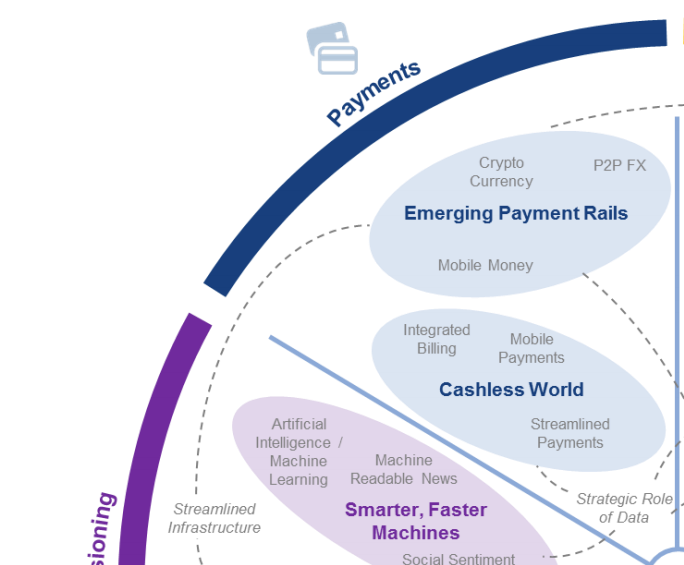 Payments
Crypto
Currency
P2P FX
Emerging Payment Rails
Mobile Money
Integrated
Billing
Mobile
Payments
Cashless World
Streamlined
Payments
Artificial
Intelligence /
Machine
Learning
Machine
Readable News
Smarter, Faster
Machines
Social Sentiment
Streamlined
Infrastructure
Strategic Role
of Data
sioning